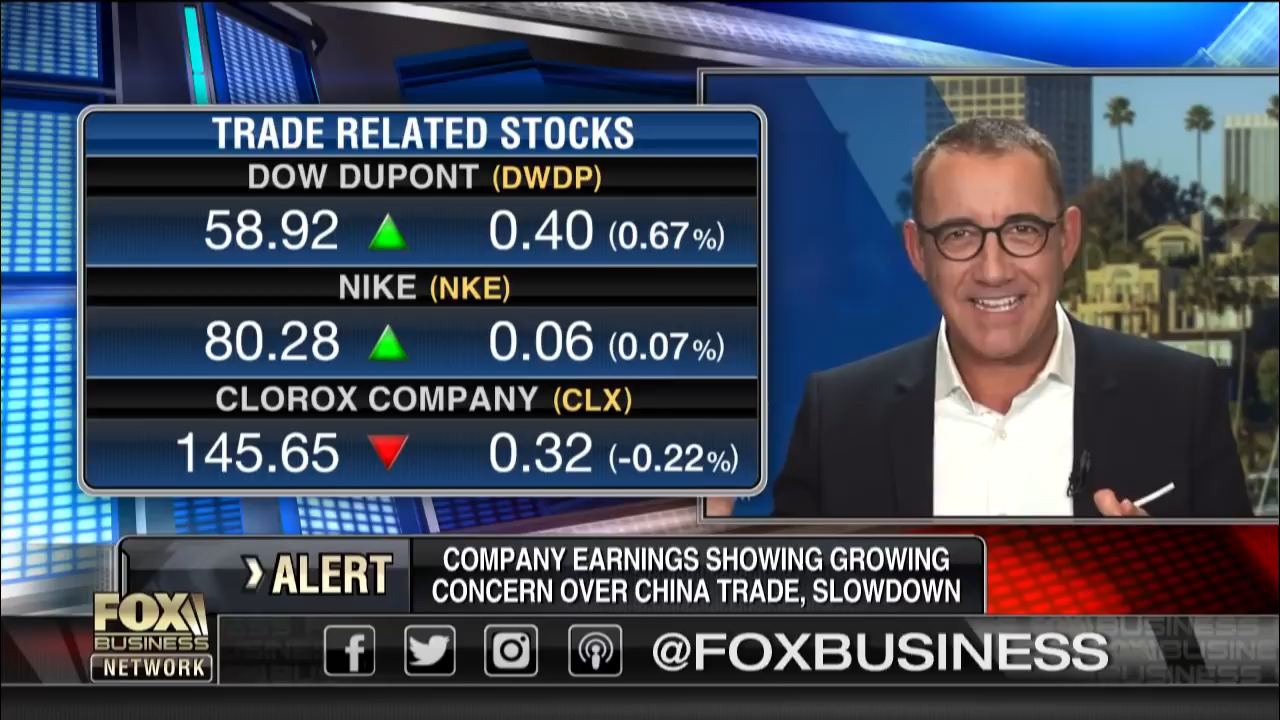 TRADE RELATED STOCKS
DOW DUPONT (DWDP)
58.92 ▲ 0.40 (0.67%)
NIKE (NKE)
80.28 ▲ 0.06 (0.07%)
CLOROX COMPANY (CLX)
145.65 ▼ 0.32 (-0.22%)
ALERT
COMPANY EARNINGS SHOWING GROWING
CONCERN OVER CHINA TRADE, SLOWDOWN
FOX
BUSINESS
NETWORK
@FOXBUSINESS